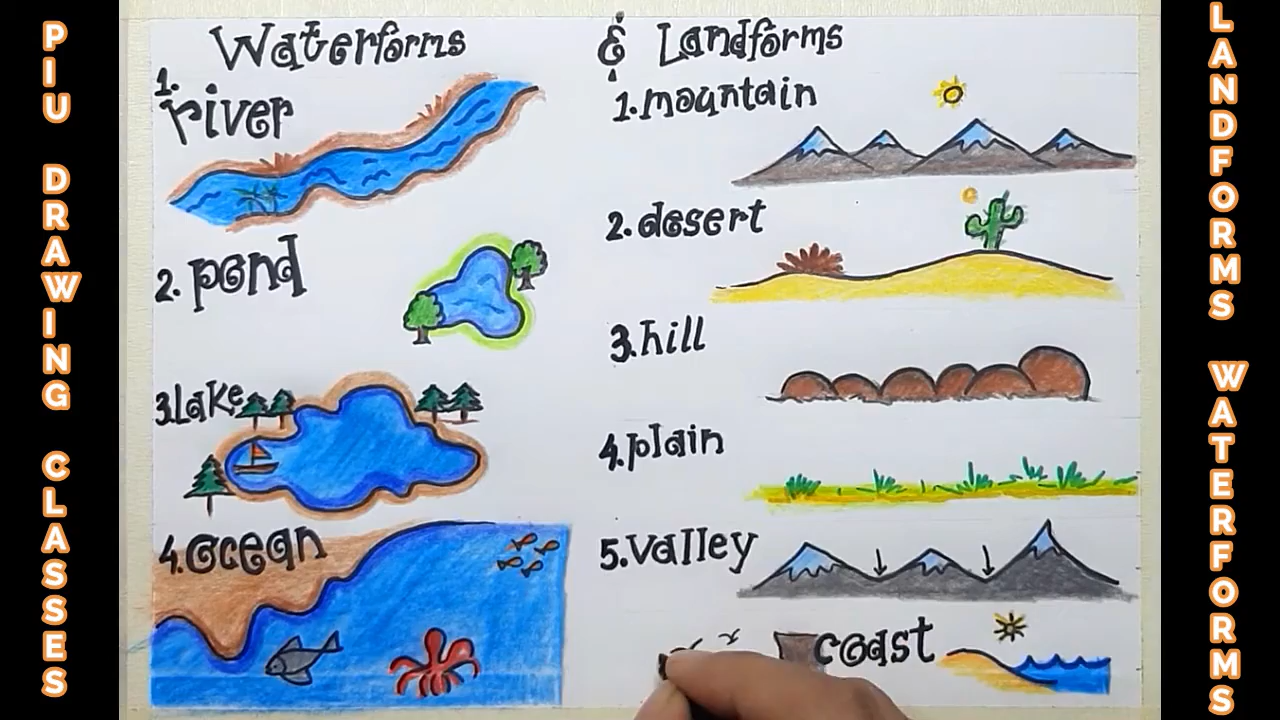 PIU DRAWING CLASSES
Waterforms & Landforms
1. river
2. pond
3. Lake
4. ocean
1. mountain
2. desert
3. hill
4. plain
5. valley
coast
LANDFORMS WATERFORMS